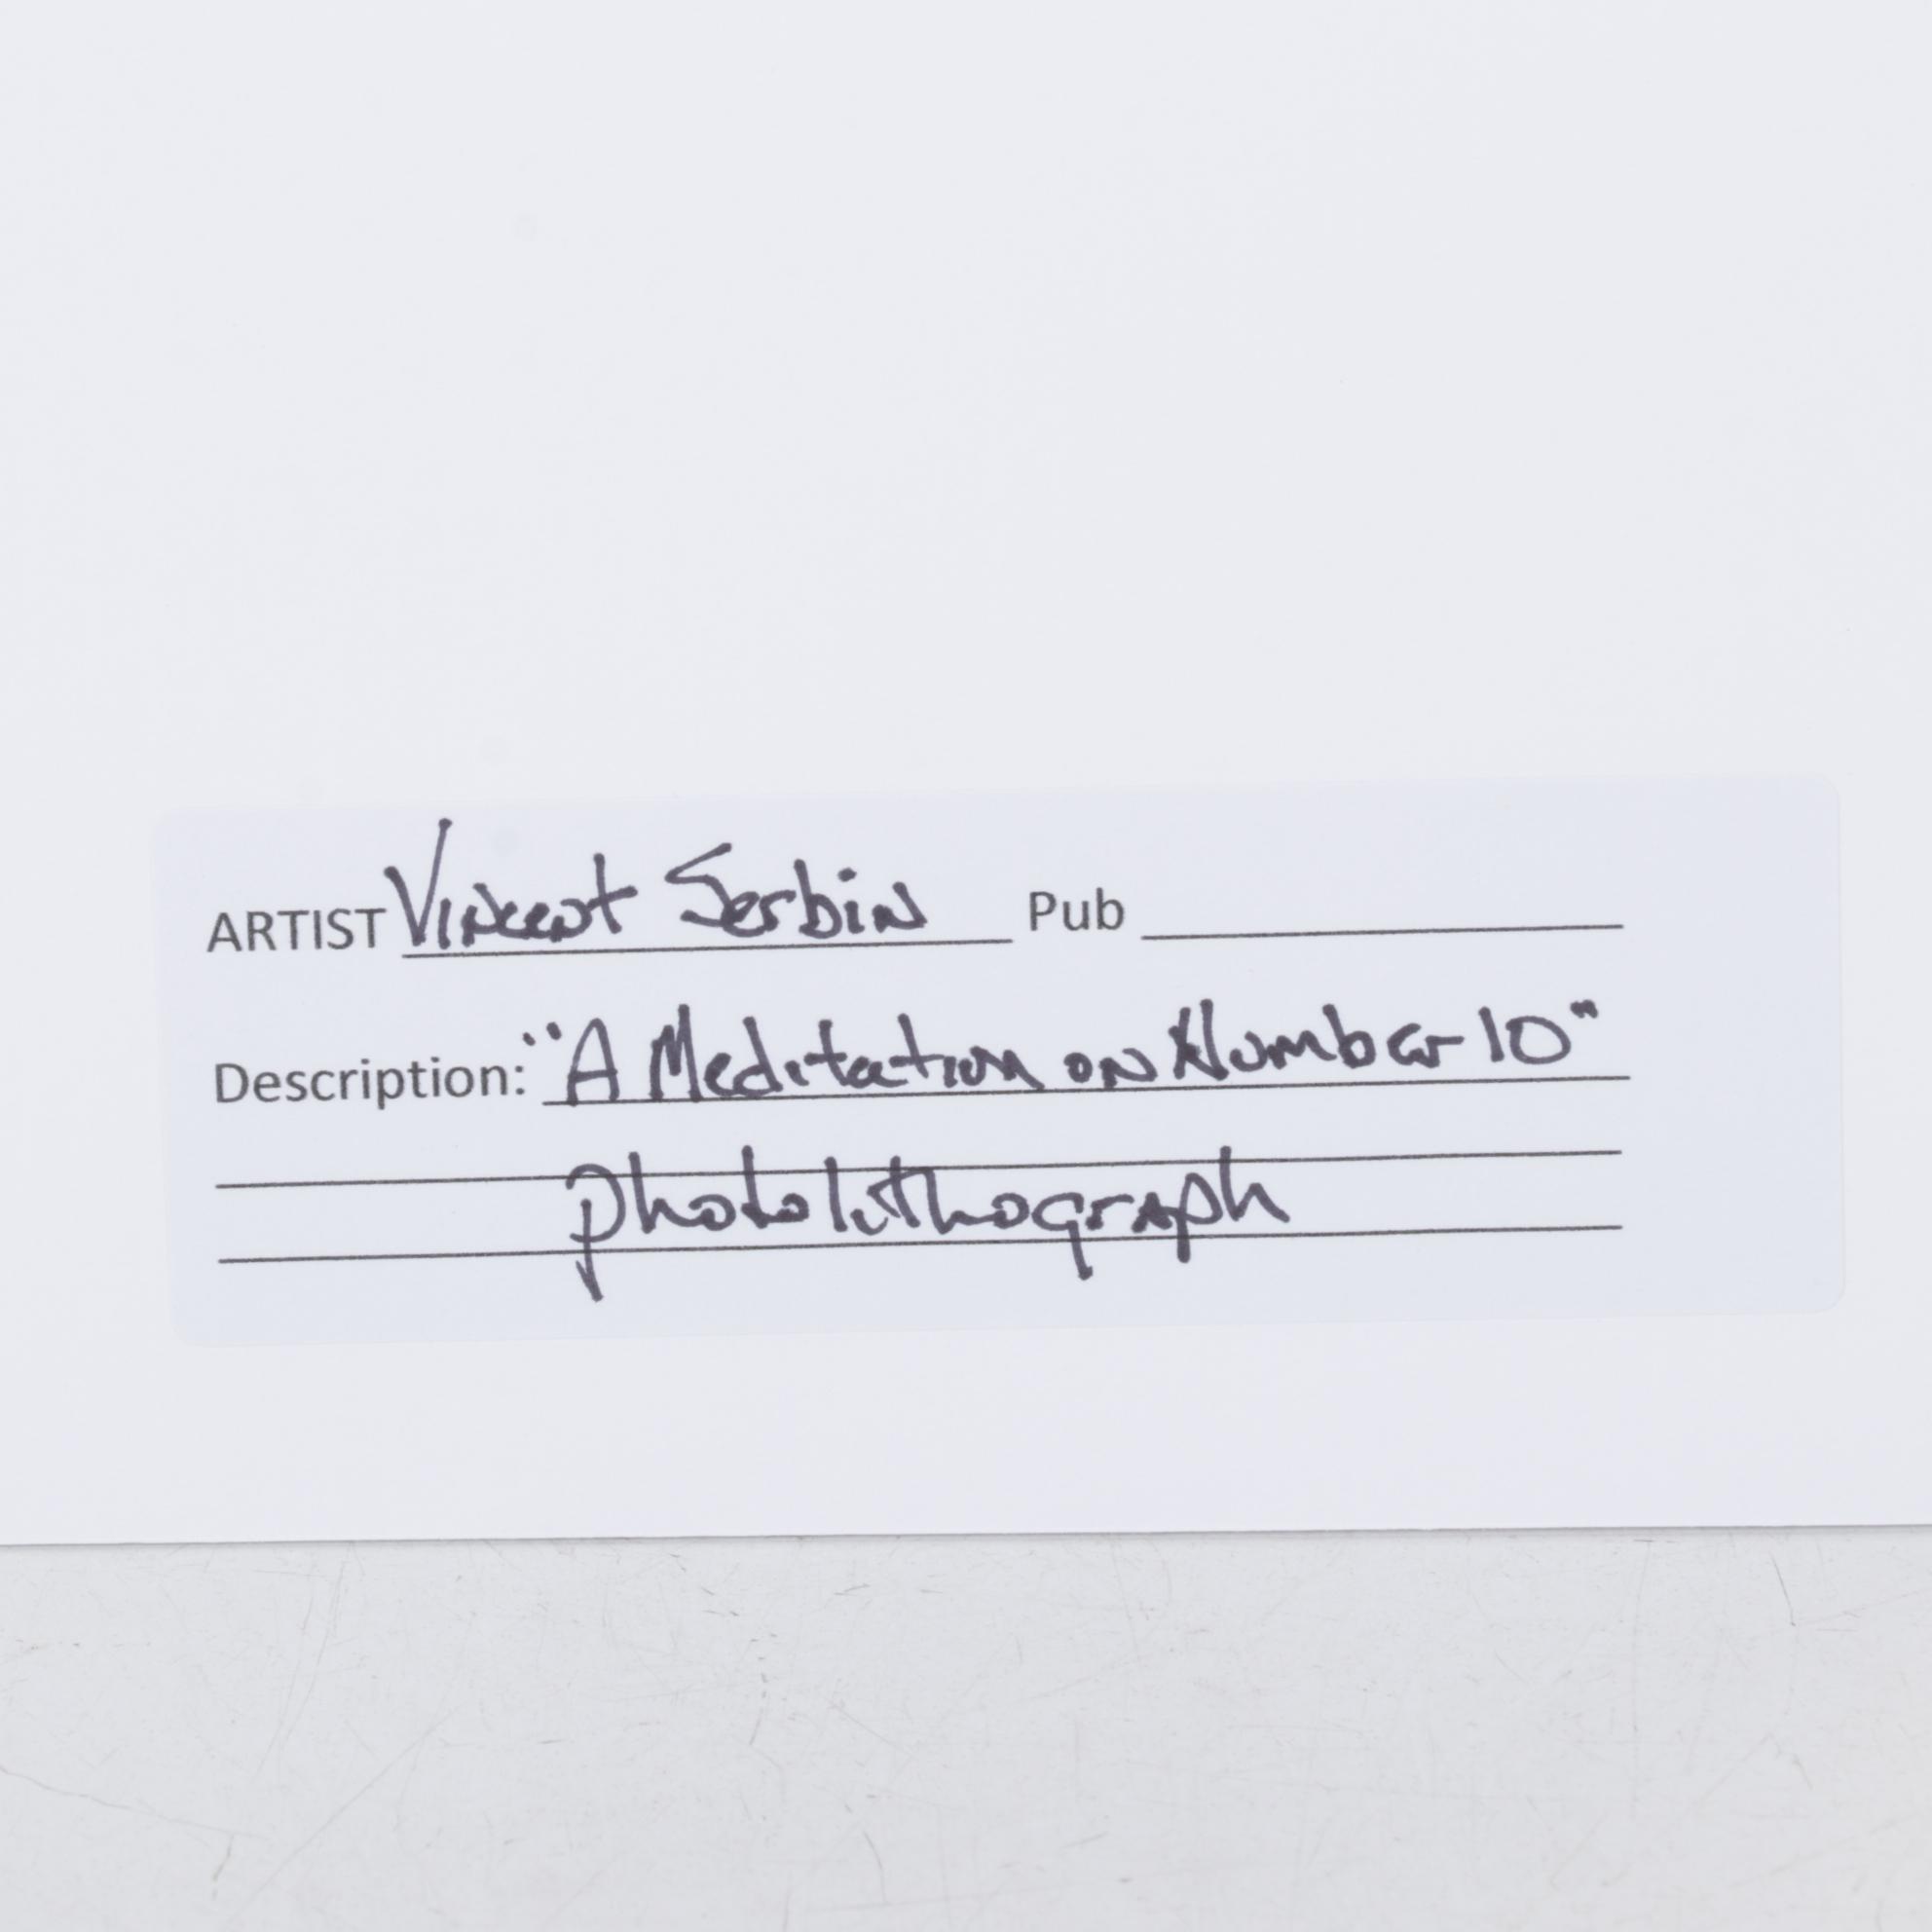 ARTIST Vincent Serbin Pub
Description: "A Meditation on Number 10"
photolithograph